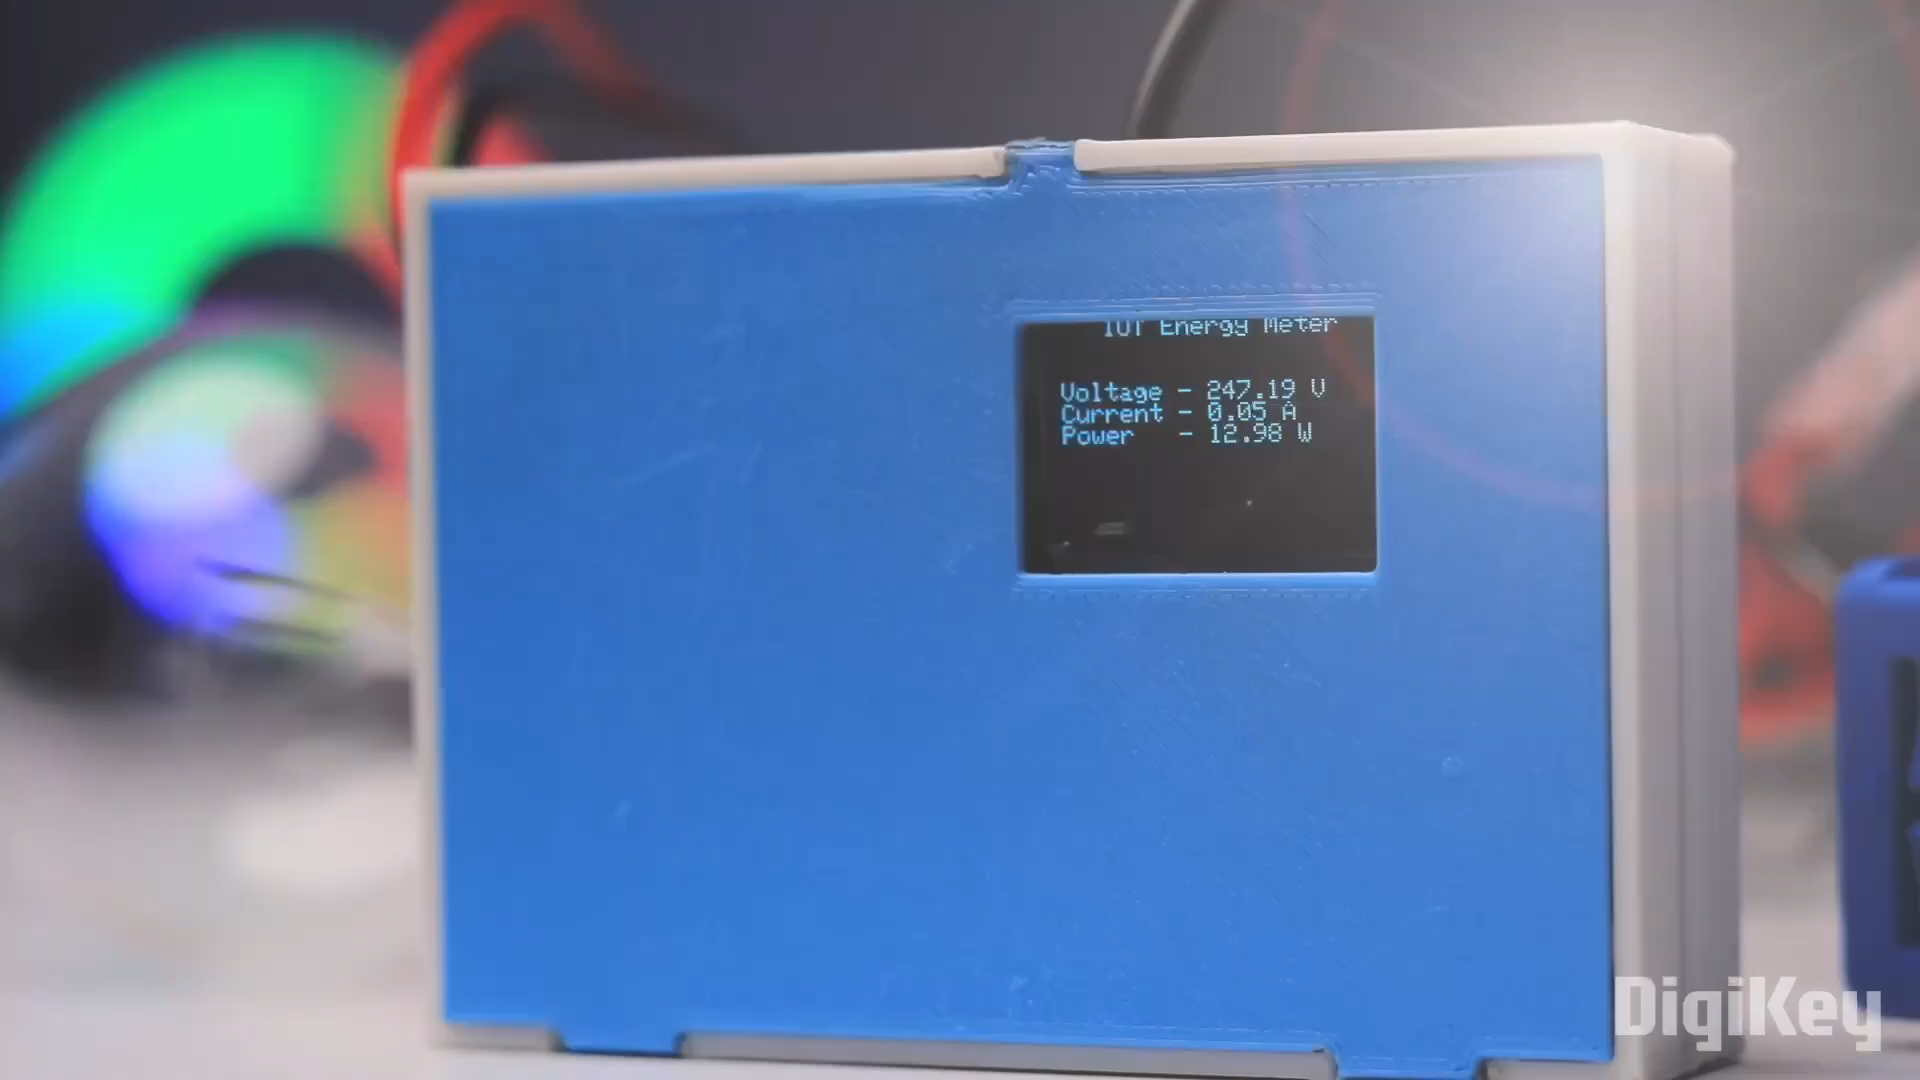 IOT Energy Meter
Voltage - 247.19 V
Current - 0.05 A
Power - 12.98 W
DigiKey